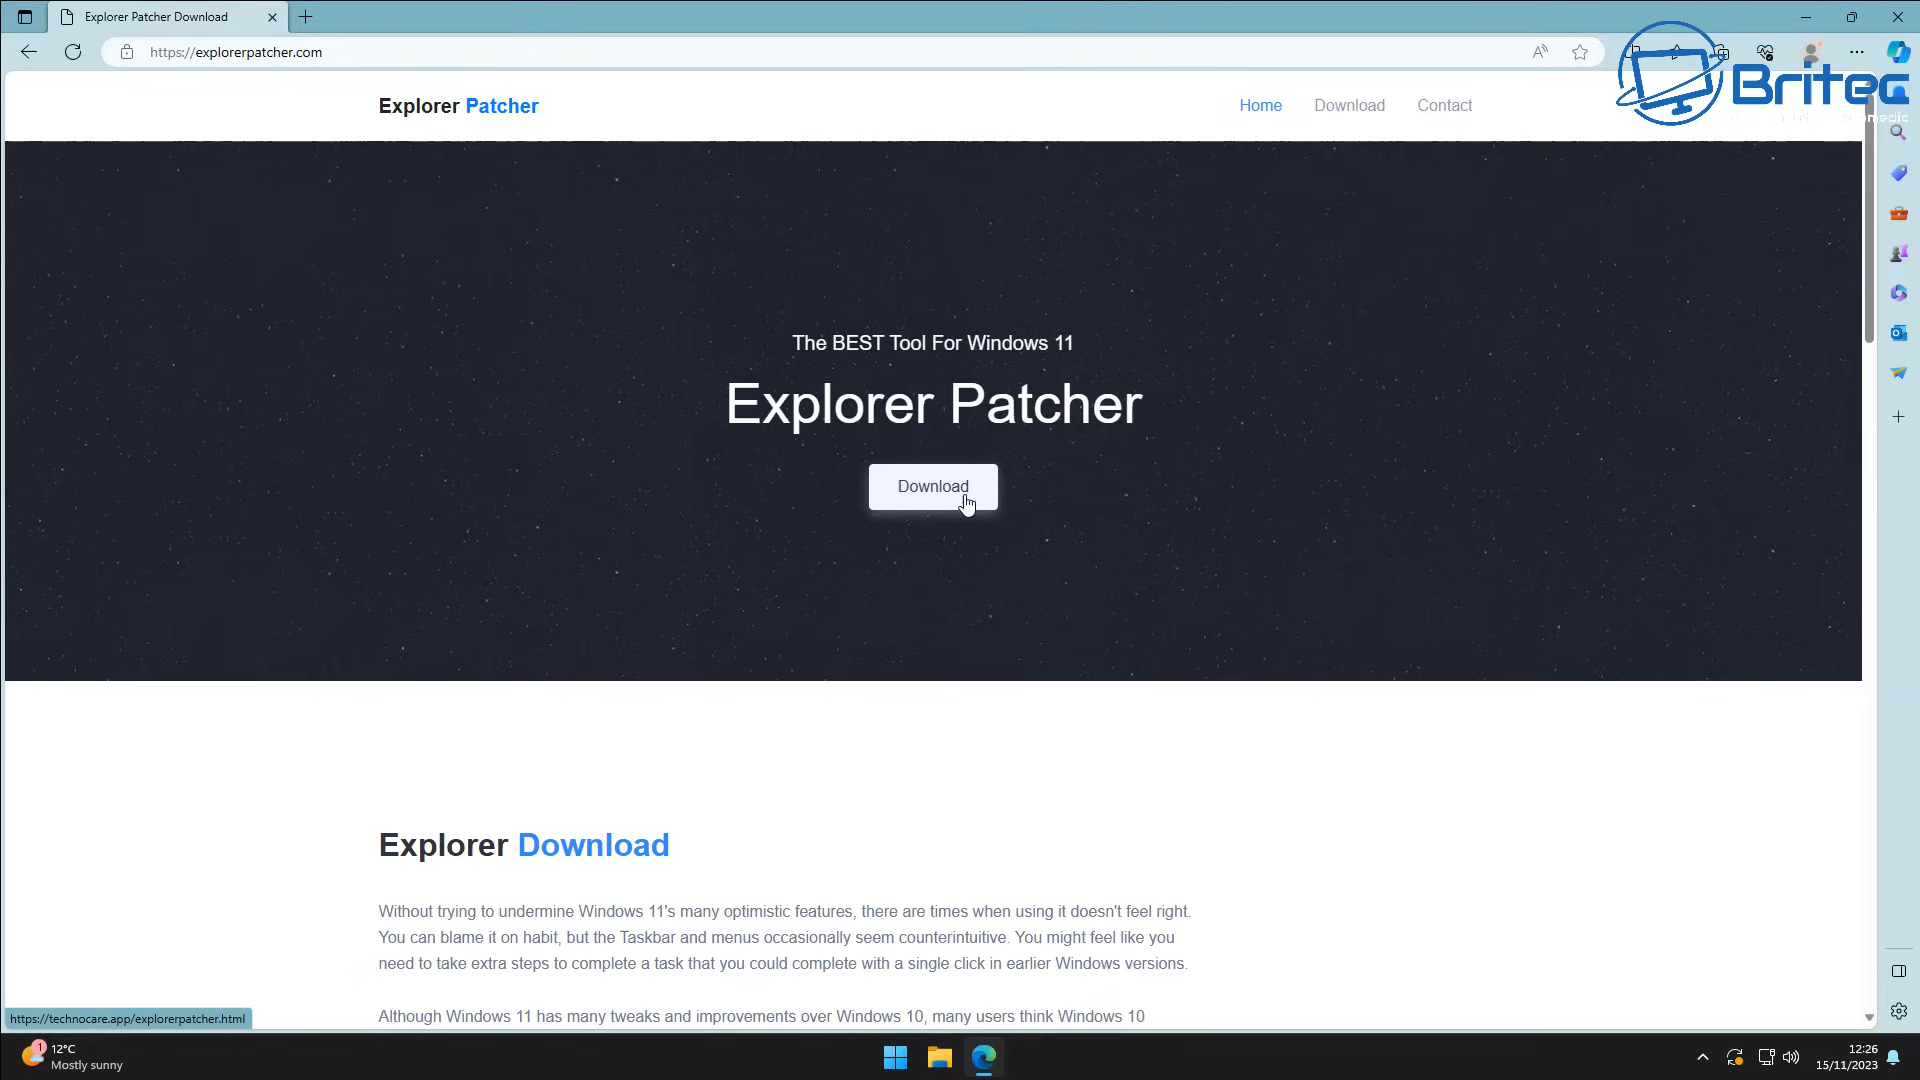 Explorer Patcher Download
https://explorerpatcher.com
Britec
Explorer Patcher
Home
Download
Contact
The BEST Tool For Windows 11
Explorer Patcher
Download
Explorer Download
Without trying to undermine Windows 11's many optimistic features, there are times when using it doesn't feel right.
You can blame it on habit, but the Taskbar and menus occasionally seem counterintuitive. You might feel like you
need to take extra steps to complete a task that you could complete with a single click in earlier Windows versions.
Although Windows 11 has many tweaks and improvements over Windows 10, many users think Windows 10
https://technocare.app/explorerpatcher.html
1
12°C
Mostly sunny
12:26
15/11/2023